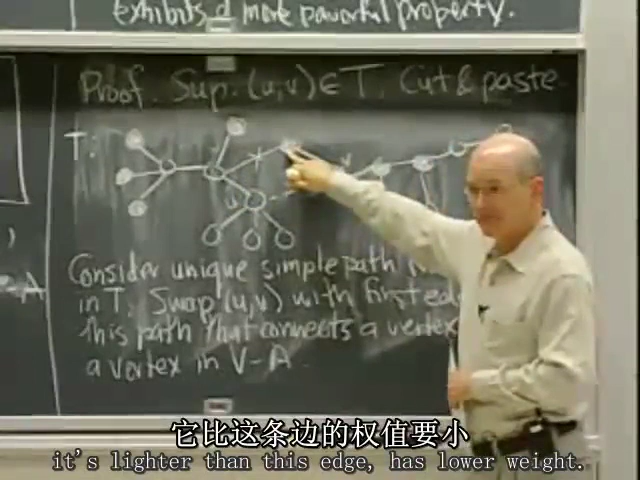 exhibits a more powerful property.
Proof. Sup. (u,v) ∈ T. Cut & paste
T:
Consider unique simple path
in T. Swap (u,v) with first ed
this path that connects a vertex
a vertex in V-A
A
它比这条边的权值要小
it's lighter than this edge, has lower weight.